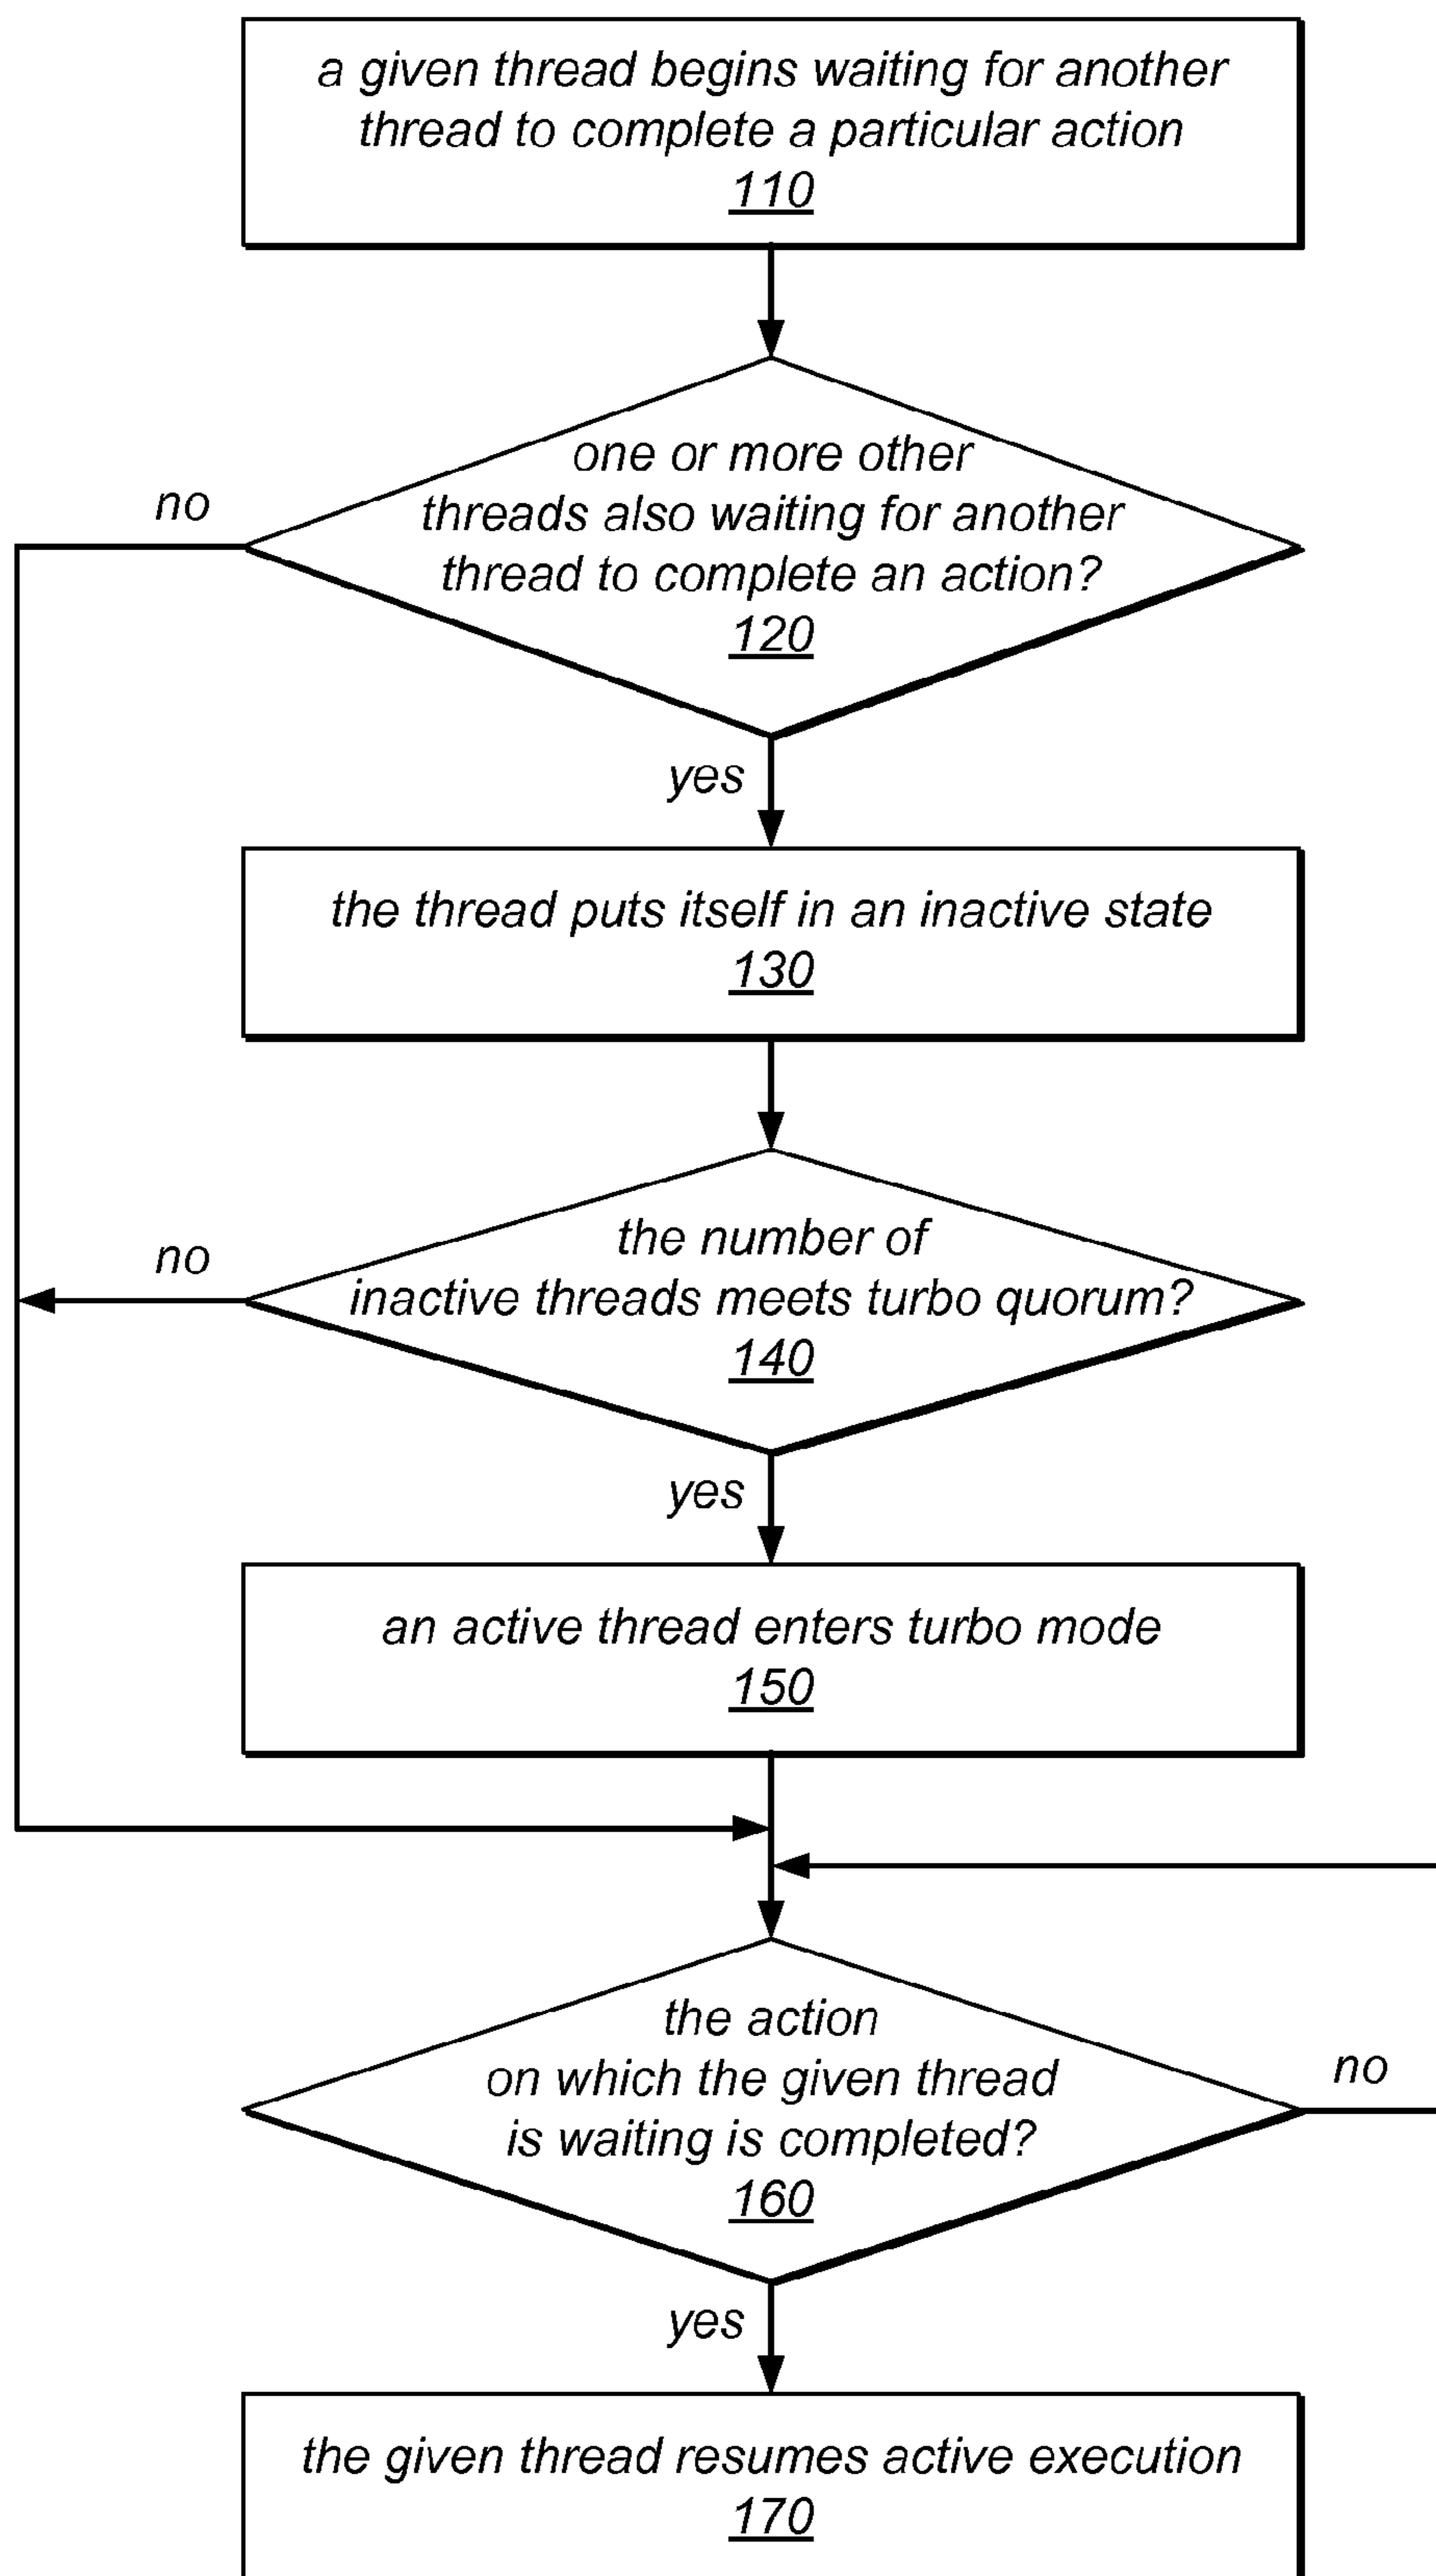 a given thread begins waiting for another
thread to complete a particular action
110
one or more other
threads also waiting for another
thread to complete an action?
120
no
yes
the thread puts itself in an inactive state
130
the number of
inactive threads meets turbo quorum?
140
no
yes
an active thread enters turbo mode
150
the action
on which the given thread
is waiting is completed?
160
no
yes
the given thread resumes active execution
170